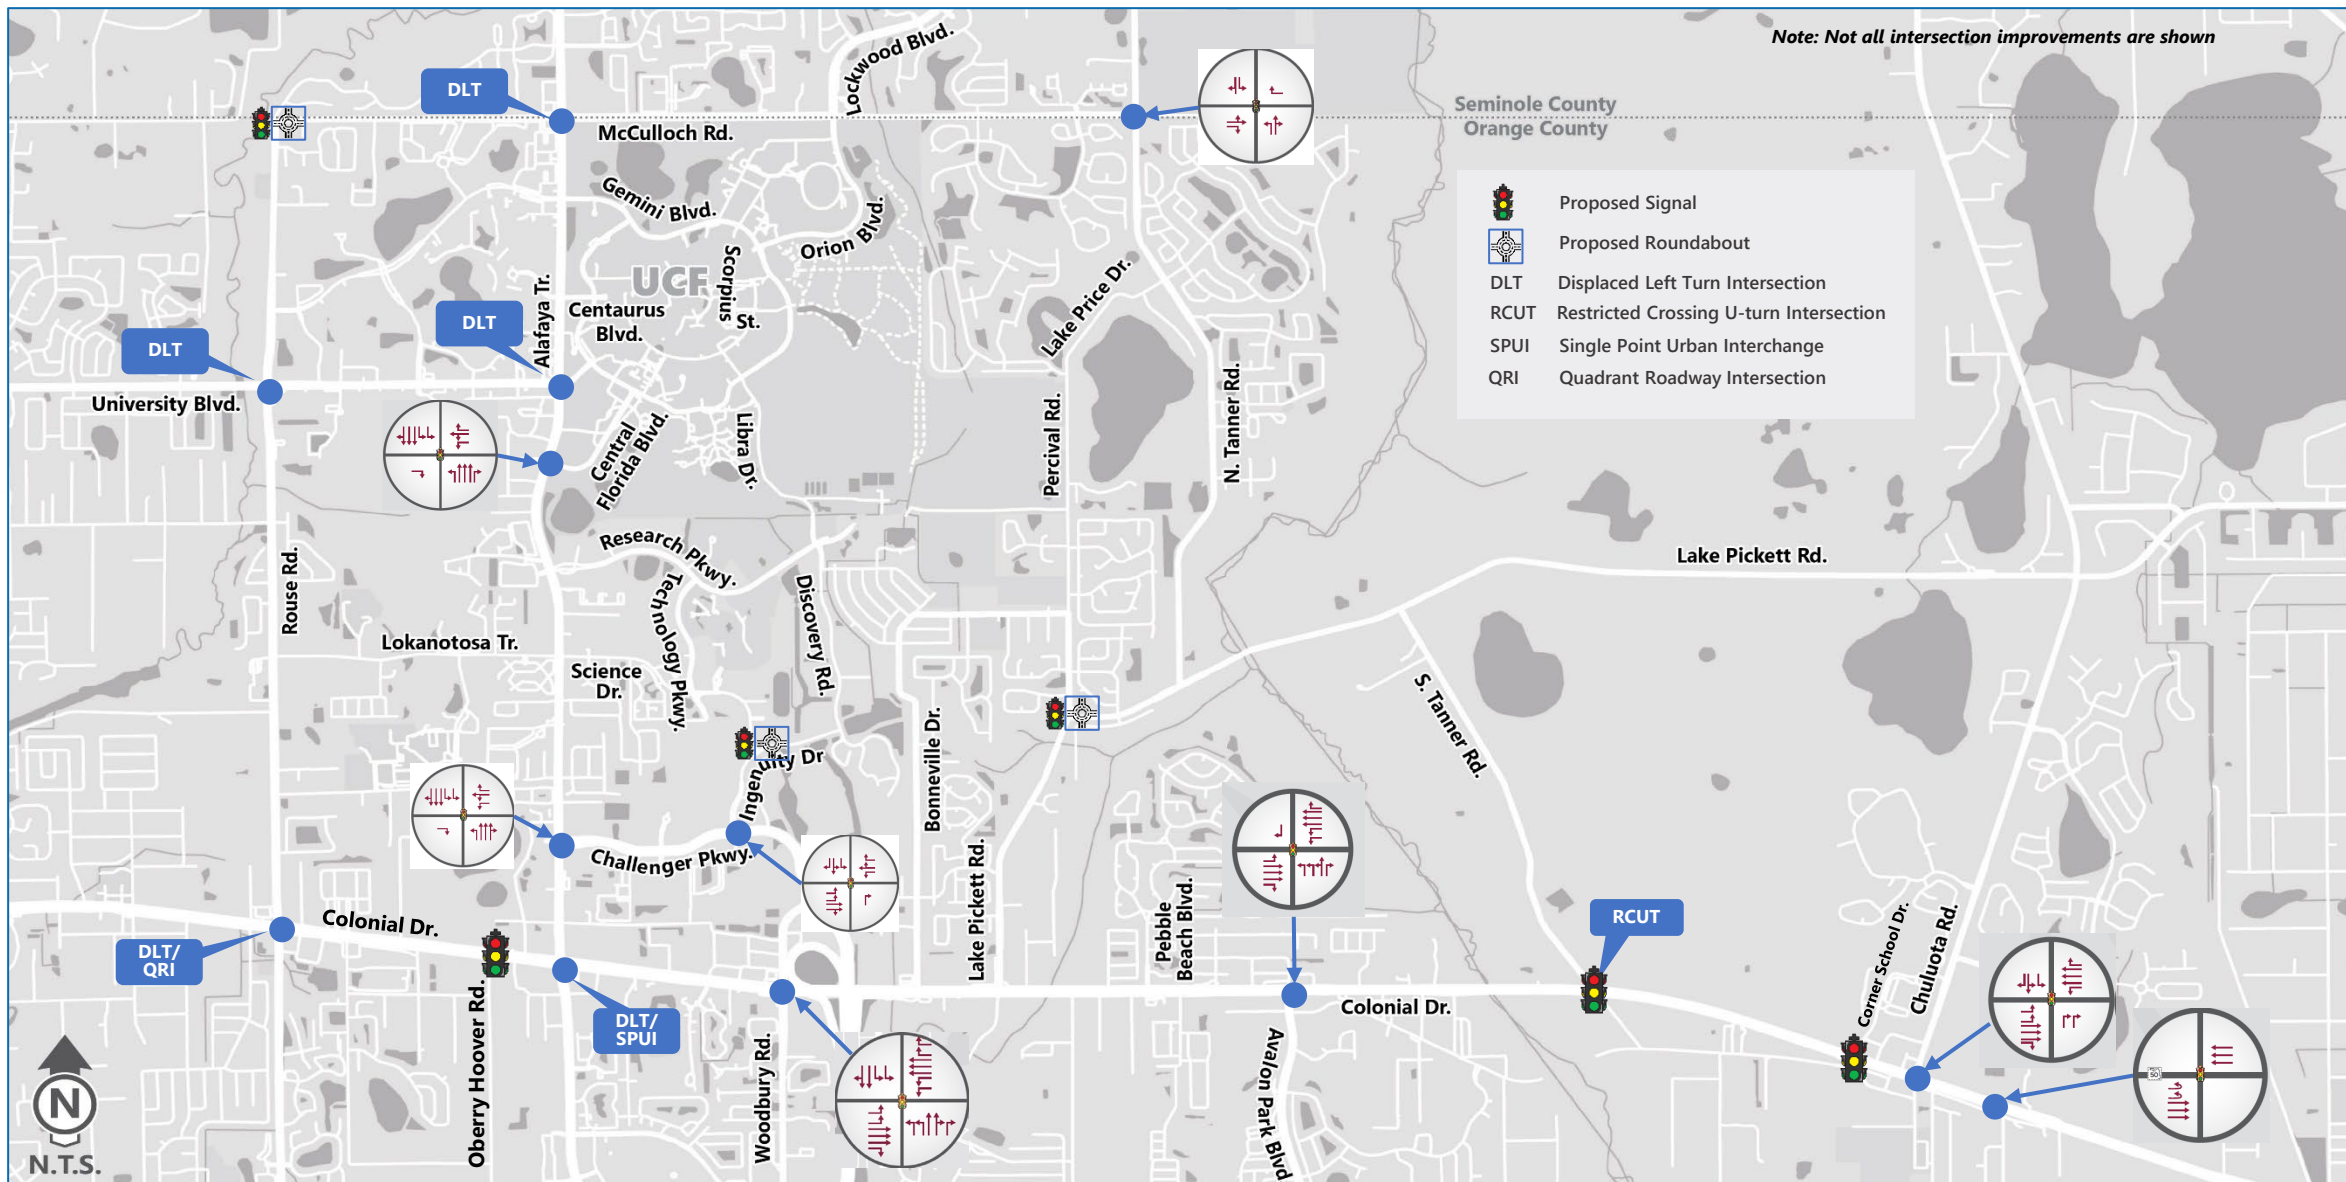 Note: Not all intersection improvements are shown
Lockwood Blvd.
DLT
McCulloch Rd.
Seminole County
Orange County
Proposed Signal
Proposed Roundabout
DLT Displaced Left Turn Intersection
RCUT Restricted Crossing U-turn Intersection
SPUI Single Point Urban Interchange
QRI Quadrant Roadway Intersection
Gemini Blvd.
Orion Blvd.
Scorpius
St.
UCF
Centaurus
Blvd.
Alafaya Tr.
DLT
DLT
University Blvd.
Lake Price Dr.
Percival Rd.
N. Tanner Rd.
Central
Florida Blvd.
Libra Dr.
Research Pkwy.
Technology Pkwy.
Discovery Rd.
Rouse Rd.
Lokanotosa Tr.
Science
Dr.
Lake Pickett Rd.
S. Tanner Rd.
Bonneville Dr.
Ingenuity Dr
Challenger Pkwy.
Lake Pickett Rd.
Pebble
Beach Blvd.
RCUT
Colonial Dr.
DLT/
QRI
Oberry Hoover Rd.
DLT/
SPUI
Woodbury Rd.
Avalon Park Blvd
Colonial Dr.
Corner School Dr.
Chuluota Rd.
50
N
N.T.S.